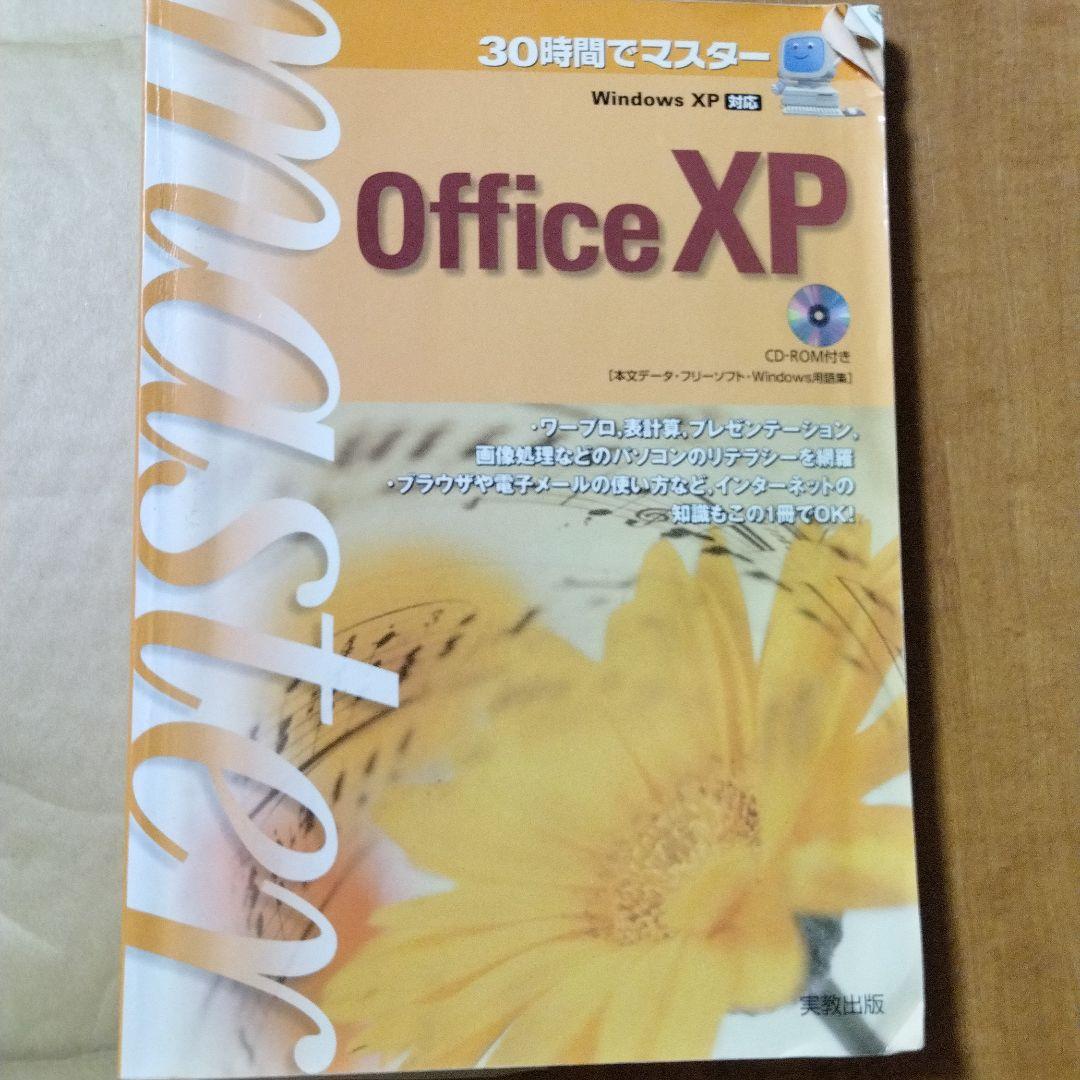 master
30時間でマスター
Windows XP 対応
Office XP
CD-ROM付き
[本文データ・フリーソフト・Windows用語集]
・ワープロ,表計算,プレゼンテーション,
画像処理などのパソコンのリテラシーを網羅
・ブラウザや電子メールの使い方など,インターネットの
知識もこの1冊でOK!
実教出版